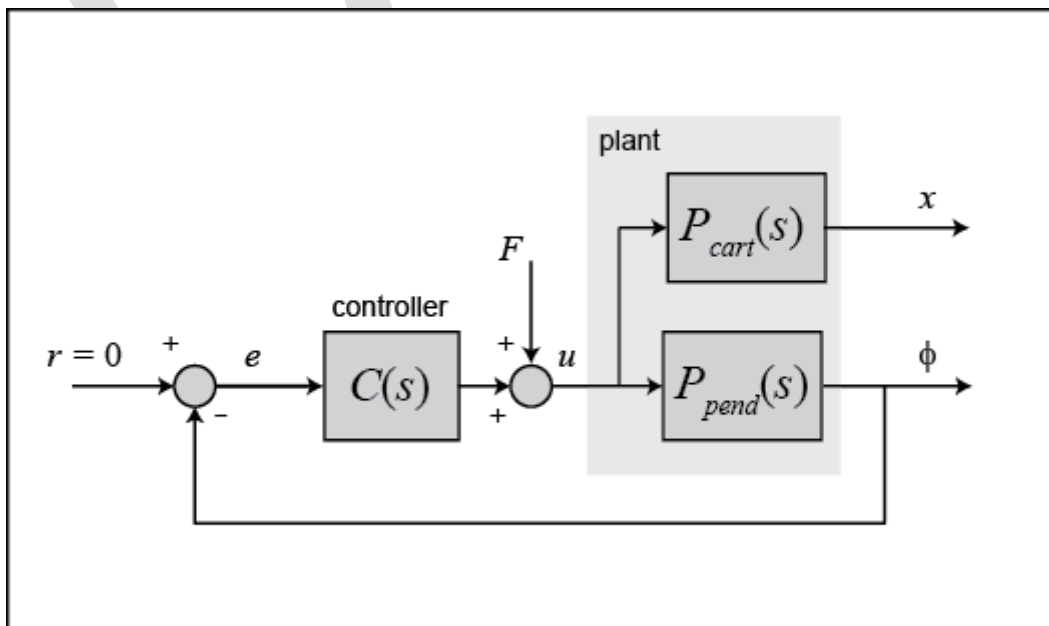 plant
P_cart(s)
x
F
controller
r = 0
+
e
C(s)
+
u
P_pend(s)
ϕ
−
+